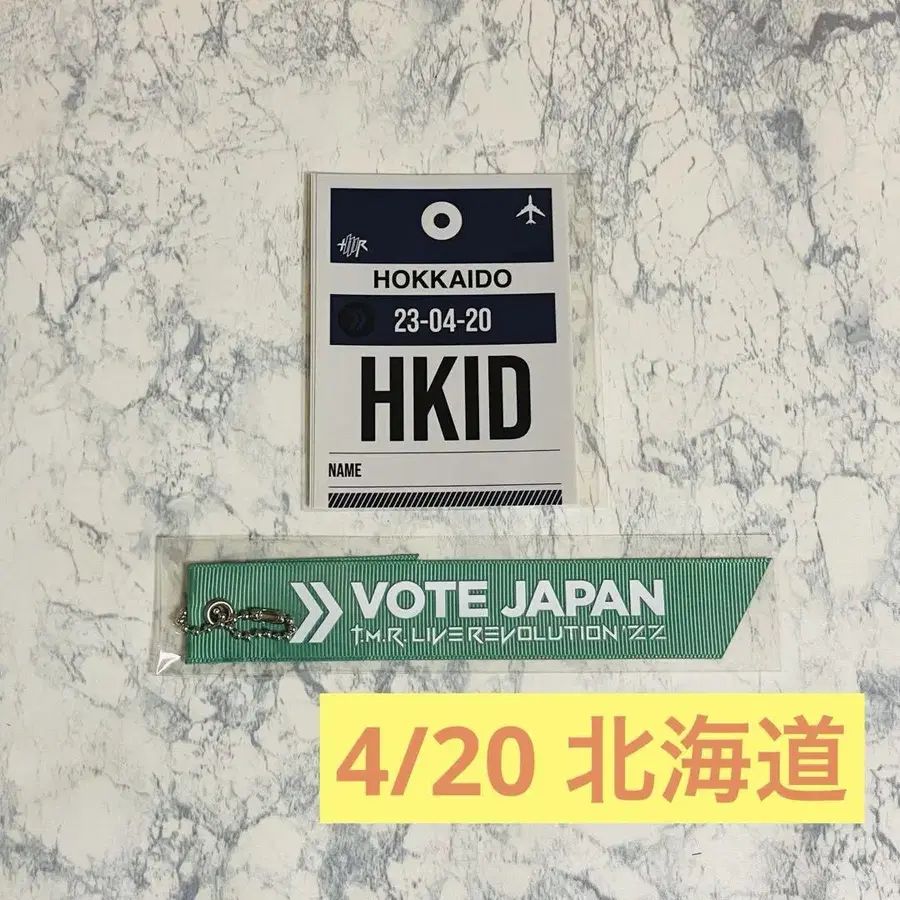 HOKKAIDO
23-04-20
HKID
NAME
VOTE JAPAN
T.M.R. LIVE REVOLUTION '22
4/20 北海道